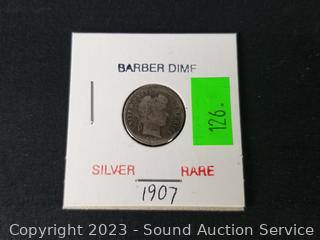 BARBER DIME
126.
SILVER RARE
1907
Copyright 2023 - Sound Auction Service